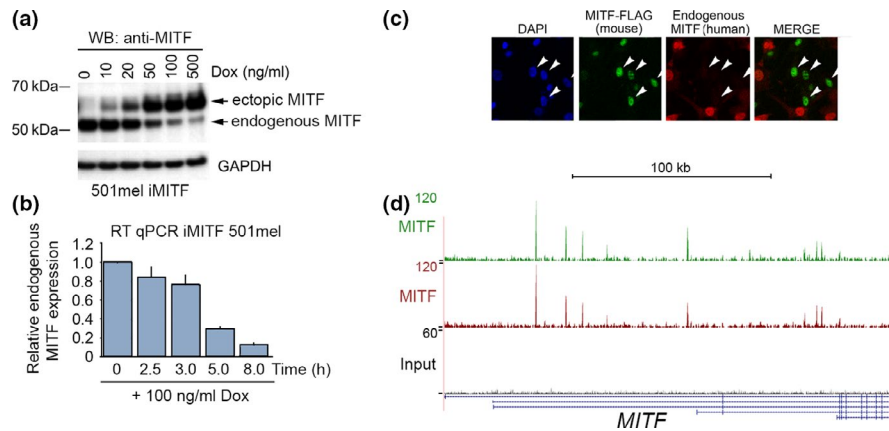 (a)
WB: anti-MITF
0 10 20 50 100 500 Dox (ng/ml)
70 kDa
ectopic MITF
endogenous MITF
50 kDa
GAPDH
501mel iMITF
(b)
RT qPCR iMITF 501mel
Relative endogenous
MITF expression
1.2
1.0
0.8
0.6
0.4
0.2
0
0 2.5 3.0 5.0 8.0 Time (h)
+ 100 ng/ml Dox
(c)
DAPI
MITF-FLAG
(mouse)
Endogenous
MITF (human)
MERGE
(d)
100 kb
120
MITF
120
MITF
60
Input
MITF